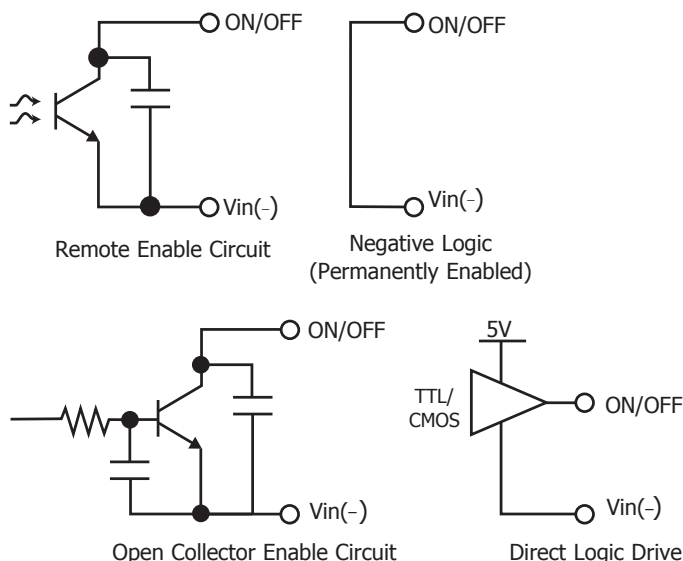 ON/OFF
Vin(–)
Remote Enable Circuit
ON/OFF
Vin(–)
Negative Logic
(Permanently Enabled)
ON/OFF
Vin(–)
Open Collector Enable Circuit
5V
TTL/
CMOS
ON/OFF
Vin(–)
Direct Logic Drive